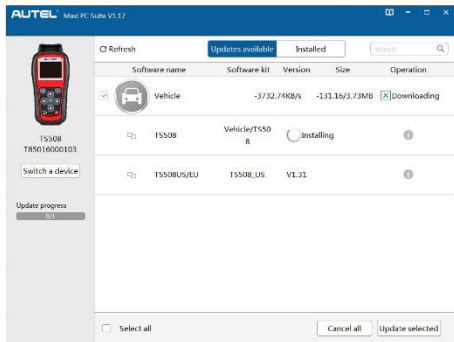 AUTEL Maxi PC Suite V1.17
Refresh Updates available Installed search
Software name Software kit Version Size Operation
Vehicle -3732.74KB/s -131.16/3.73MB Downloading
TS508 Vehicle/TS50
8 Installing
TS508US/EU TS508_US V1.31
TS508
T85016000103
Switch a device
Update progress
0/1
Select all Cancel all Update selected